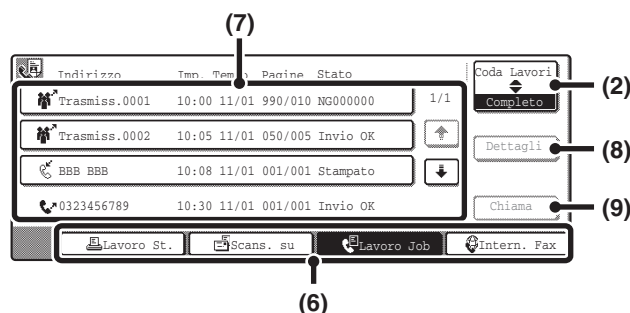 (7)
Indirizzo Imp. Tempo Pagine Stato
Coda Lavori
Completo
(2)
Trasmiss.0001 10:00 11/01 990/010 NG000000
1/1
Trasmiss.0002 10:05 11/01 050/005 Invio OK
Dettagli
(8)
BBB BBB 10:08 11/01 001/001 Stampato
0323456789 10:30 11/01 001/001 Invio OK
Chiama
(9)
Lavoro St. Scans. su Lavoro Job Intern. Fax
(6)